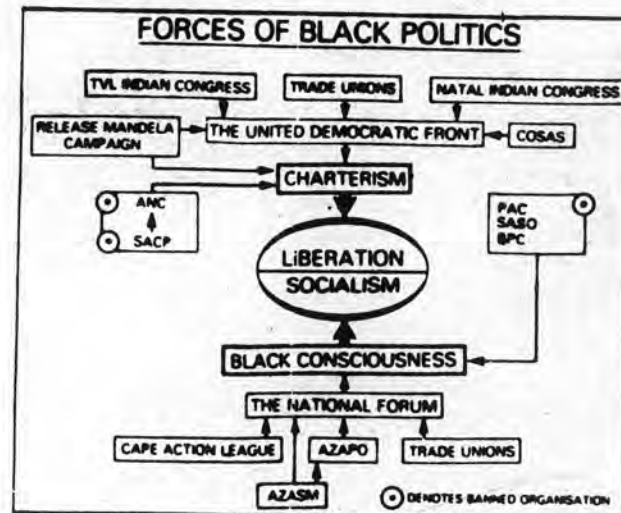 FORCES OF BLACK POLITICS
TVL INDIAN CONGRESS
TRADE UNIONS
NATAL INDIAN CONGRESS
RELEASE MANDELA
CAMPAIGN
THE UNITED DEMOCRATIC FRONT
COSAS
CHARTERISM
ANC
SACP
PAC
SASO
BPC
LiBERATION
SOCIALISM
BLACK CONSCIOUSNESS
THE NATIONAL FORUM
CAPE ACTION LEAGUE
AZAPO
TRADE UNIONS
AZASM
DENOTES BANNED ORGANISATION